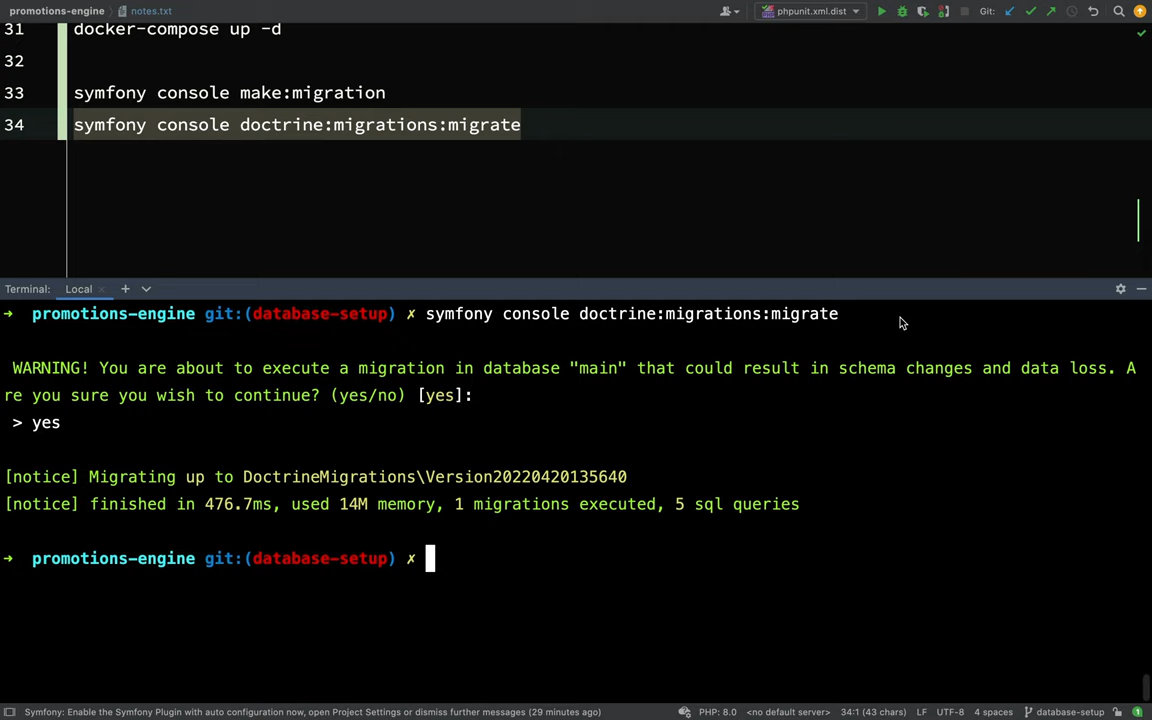 promotions-engine
notes.txt
phpunit.xml.dist
Git:
31 docker-compose up -d
32
33 symfony console make:migration
34 symfony console doctrine:migrations:migrate
Terminal: Local
→ promotions-engine git:(database-setup) ✗ symfony console doctrine:migrations:migrate
WARNING! You are about to execute a migration in database "main" that could result in schema changes and data loss. A
re you sure you wish to continue? (yes/no) [yes]:
> yes
[notice] Migrating up to DoctrineMigrations\Version20220420135640
[notice] finished in 476.7ms, used 14M memory, 1 migrations executed, 5 sql queries
→ promotions-engine git:(database-setup) ✗
Symfony: Enable the Symfony Plugin with auto configuration now, open Project Settings or dismiss further messages (29 minutes ago)
PHP: 8.0
<no default server>
34:1 (43 chars)
LF
UTF-8
4 spaces
database-setup
1